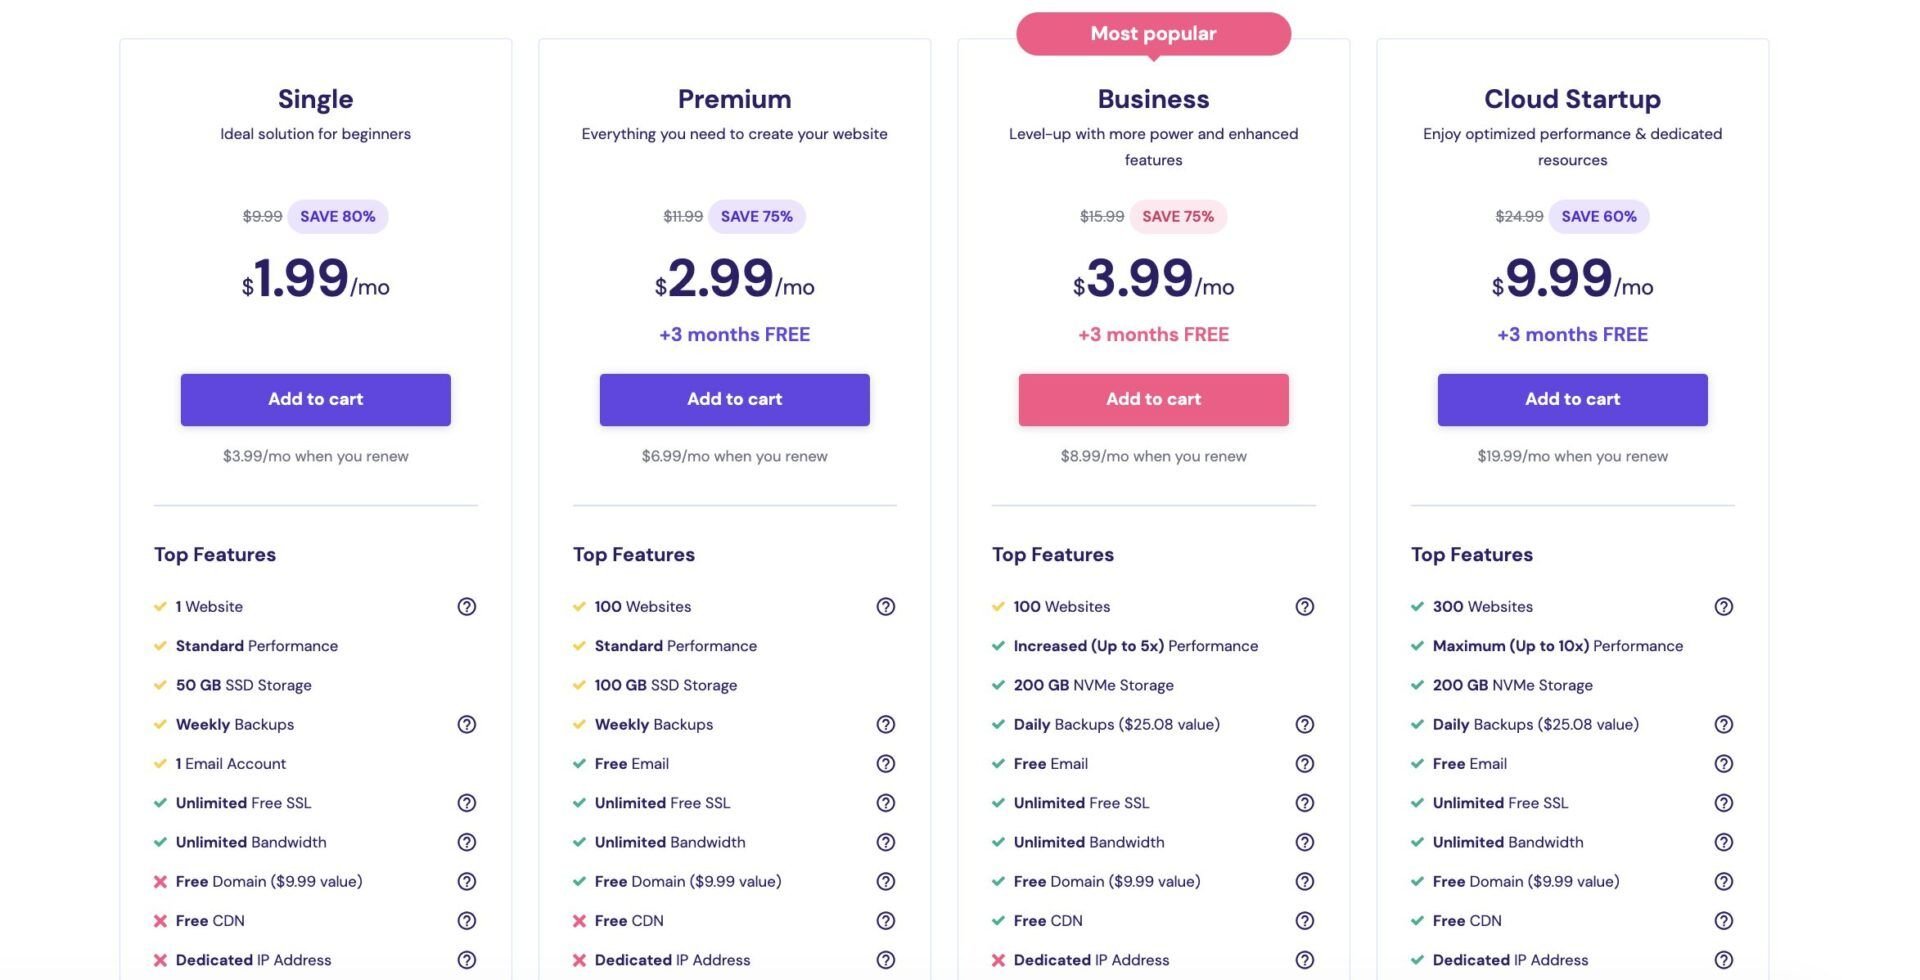 Most popular
Single
Ideal solution for beginners
$9.99 SAVE 80%
$1.99/mo
Add to cart
$3.99/mo when you renew
Top Features
1 Website
Standard Performance
50 GB SSD Storage
Weekly Backups
1 Email Account
Unlimited Free SSL
Unlimited Bandwidth
Free Domain ($9.99 value)
Free CDN
Dedicated IP Address
Premium
Everything you need to create your website
$11.99 SAVE 75%
$2.99/mo
+3 months FREE
Add to cart
$6.99/mo when you renew
Top Features
100 Websites
Standard Performance
100 GB SSD Storage
Weekly Backups
Free Email
Unlimited Free SSL
Unlimited Bandwidth
Free Domain ($9.99 value)
Free CDN
Dedicated IP Address
Business
Level-up with more power and enhanced
features
$15.99 SAVE 75%
$3.99/mo
+3 months FREE
Add to cart
$8.99/mo when you renew
Top Features
100 Websites
Increased (Up to 5x) Performance
200 GB NVMe Storage
Daily Backups ($25.08 value)
Free Email
Unlimited Free SSL
Unlimited Bandwidth
Free Domain ($9.99 value)
Free CDN
Dedicated IP Address
Cloud Startup
Enjoy optimized performance & dedicated
resources
$24.99 SAVE 60%
$9.99/mo
+3 months FREE
Add to cart
$19.99/mo when you renew
Top Features
300 Websites
Maximum (Up to 10x) Performance
200 GB NVMe Storage
Daily Backups ($25.08 value)
Free Email
Unlimited Free SSL
Unlimited Bandwidth
Free Domain ($9.99 value)
Free CDN
Dedicated IP Address